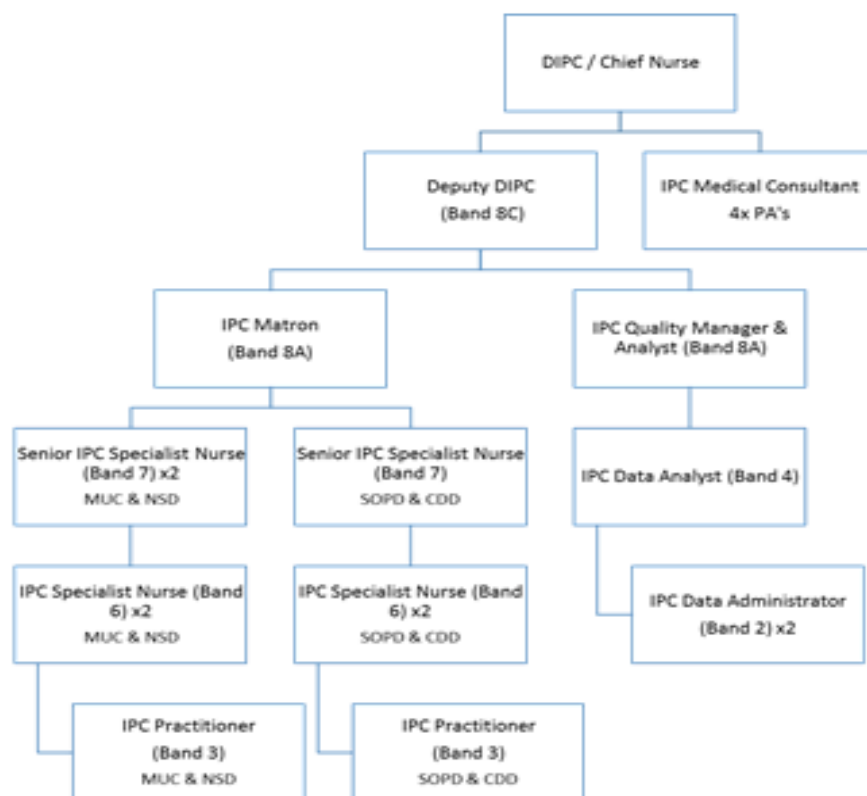 DIPC / Chief Nurse
Deputy DIPC
(Band 8C)
IPC Medical Consultant
4x PA's
IPC Matron
(Band 8A)
IPC Quality Manager &
Analyst (Band 8A)
Senior IPC Specialist Nurse
(Band 7) x2
MUC & NSD
Senior IPC Specialist Nurse
(Band 7)
SOPD & CDD
IPC Data Analyst (Band 4)
IPC Specialist Nurse (Band
6) x2
MUC & NSD
IPC Specialist Nurse (Band
6) x2
SOPD & CDD
IPC Data Administrator
(Band 2) x2
IPC Practitioner
(Band 3)
MUC & NSD
IPC Practitioner
(Band 3)
SOPD & CDD